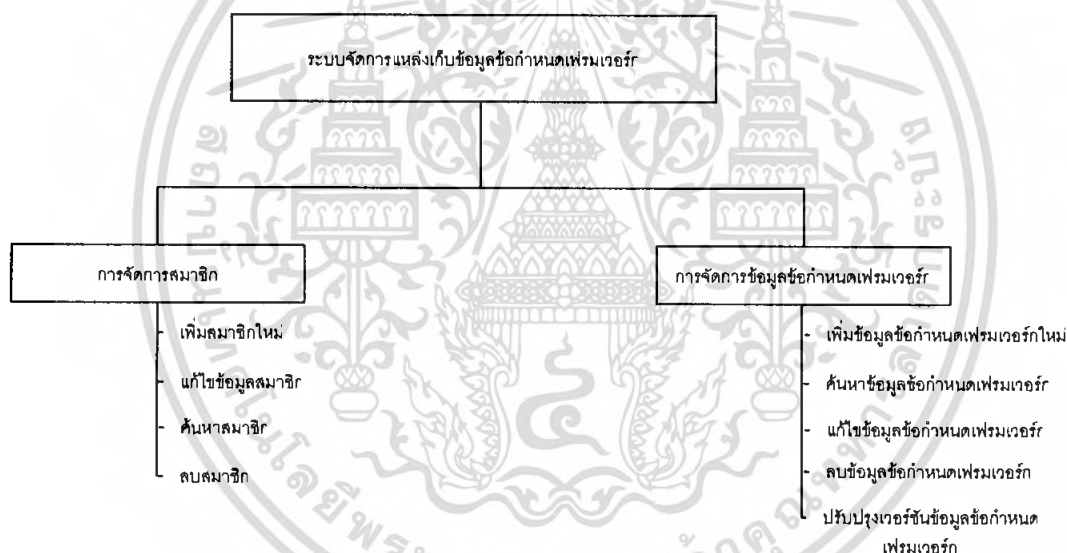 ระบบจัดการแหล่งเก็บข้อมูลข้อกำหนดเฟรมเวอร์ก
การจัดการสมาชิก
เพิ่มสมาชิกใหม่
แก้ไขข้อมูลสมาชิก
ค้นหาสมาชิก
ลบสมาชิก
การจัดการข้อมูลข้อกำหนดเฟรมเวอร์ก
เพิ่มข้อมูลข้อกำหนดเฟรมเวอร์กใหม่
ค้นหาข้อมูลข้อกำหนดเฟรมเวอร์ก
แก้ไขข้อมูลข้อกำหนดเฟรมเวอร์ก
ลบข้อมูลข้อกำหนดเฟรมเวอร์ก
ปรับปรุงเวอร์ชันข้อมูลข้อกำหนด
เฟรมเวอร์ก